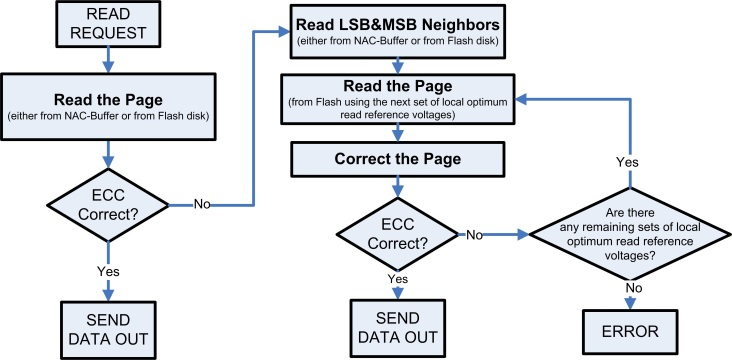 READ
REQUEST
Read the Page
(either from NAC-Buffer or from Flash disk)
ECC
Correct?
No
Yes
SEND
DATA OUT
Read LSB&MSB Neighbors
(either from NAC-Buffer or from Flash disk)
Read the Page
(from Flash using the next set of local optimum
read reference voltages)
Correct the Page
ECC
Correct?
No
Yes
SEND
DATA OUT
Are there
any remaining sets of local
optimum read reference
voltages?
Yes
No
ERROR